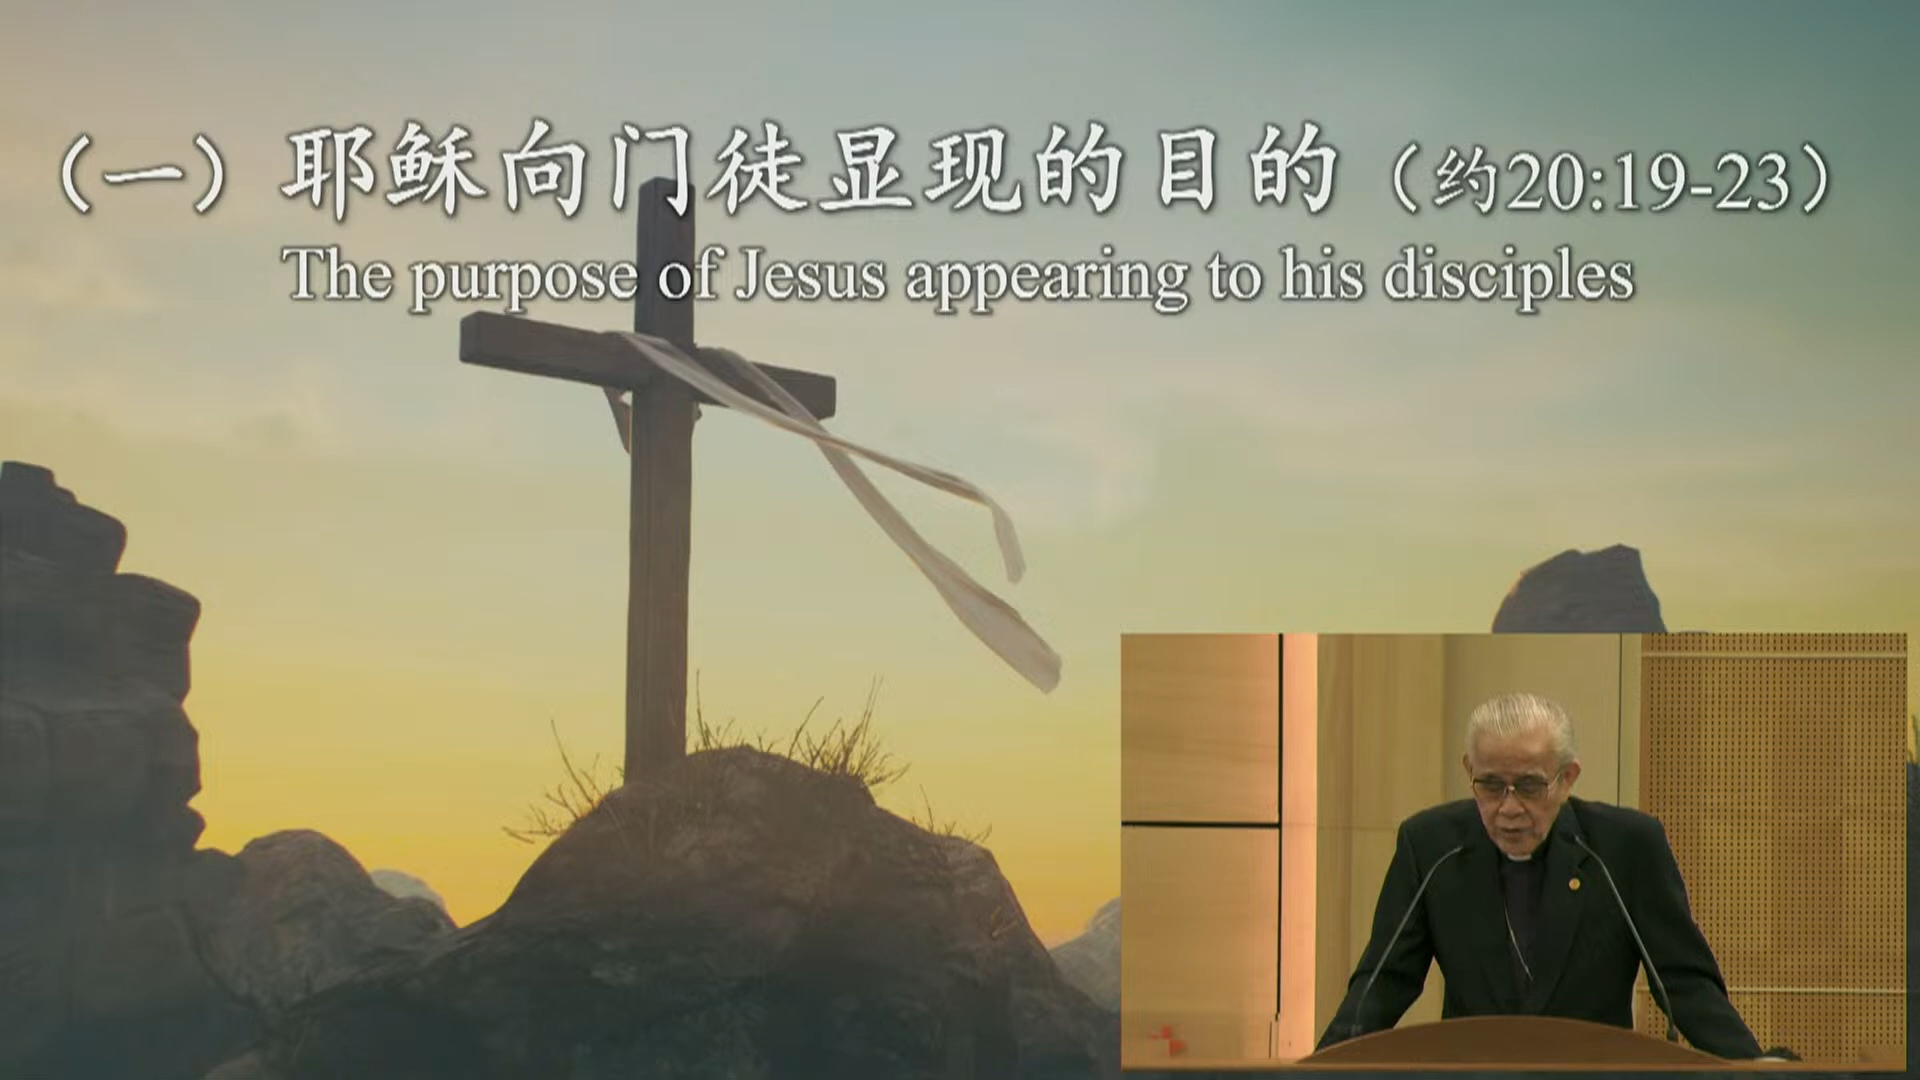 （一）耶稣向门徒显现的目的（约20:19-23）
The purpose of Jesus appearing to his disciples